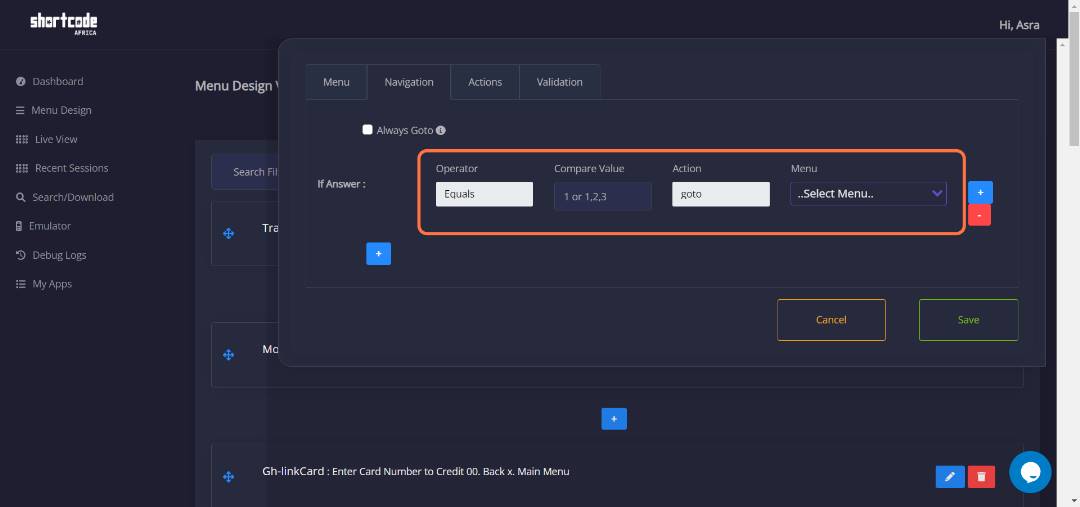 shortcode
AFRICA
Hi, Asra
Dashboard
Menu Design
Live View
Recent Sessions
Search/Download
Emulator
Debug Logs
My Apps
Menu Design
Search Fil
Tra
Mo
Menu Navigation Actions Validation
Always Goto
If Answer :
Operator Compare Value Action Menu
Equals 1 or 1,2,3 goto ..Select Menu..
+
-
+
Cancel Save
+
Gh-linkCard : Enter Card Number to Credit 00. Back x. Main Menu